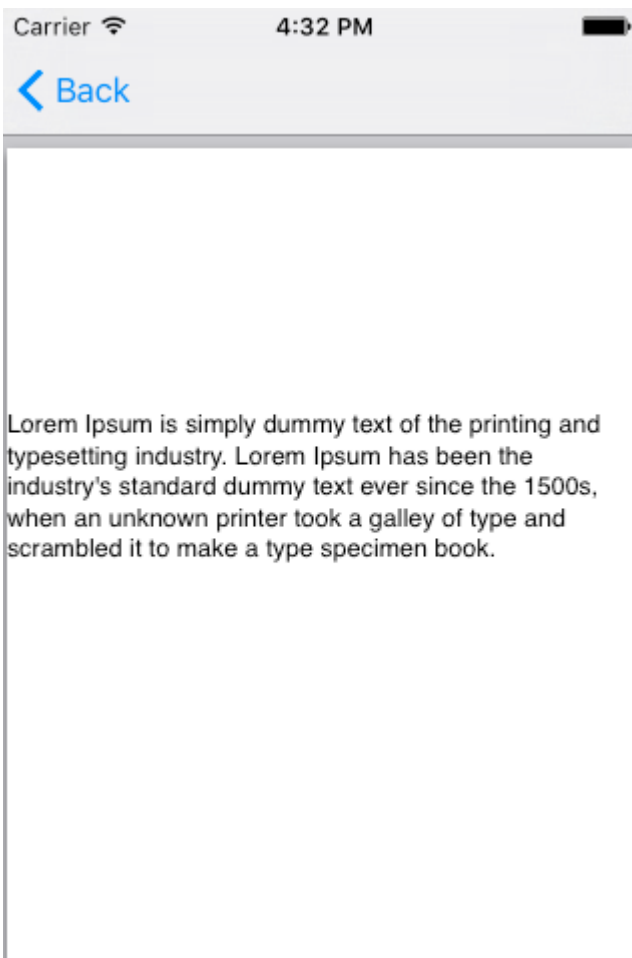 Carrier 4:32 PM
Back
Lorem Ipsum is simply dummy text of the printing and
typesetting industry. Lorem Ipsum has been the
industry's standard dummy text ever since the 1500s,
when an unknown printer took a galley of type and
scrambled it to make a type specimen book.